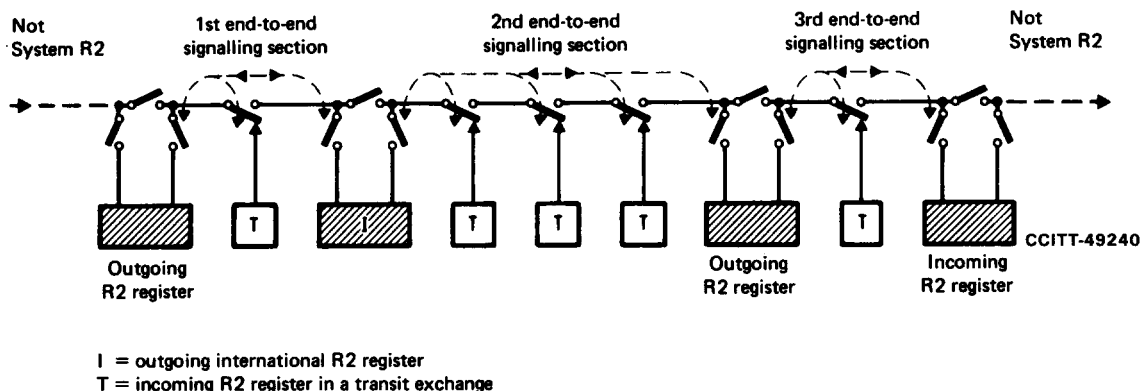 Not
System R2
1st end-to-end
signalling section
2nd end-to-end
signalling section
3rd end-to-end
signalling section
Not
System R2
T
I
T
T
T
T
CCITT-49240
Outgoing
R2 register
Outgoing
R2 register
Incoming
R2 register
I = outgoing international R2 register
T = incoming R2 register in a transit exchange